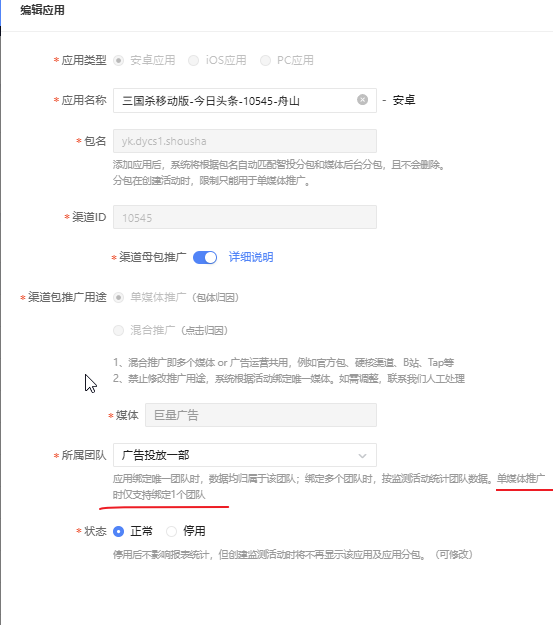 编辑应用
* 应用类型 安卓应用 iOS应用 PC应用
* 应用名称 三国杀移动版-今日头条-10545-舟山 - 安卓
* 包名 yk.dycs1.shousha
添加应用后，系统将根据包名自动匹配智投分包和媒体后台分包，且不会删除。
分包在创建活动时，限制只能用于单媒体推广。
* 渠道ID 10545
* 渠道母包推广 详细说明
* 渠道包推广用途 单媒体推广（包体归因）
混合推广（点击归因）
1、混合推广即多个媒体 or 广告运营共用，例如官方包、硬核渠道、B站、Tap等
2、禁止修改推广用途，系统根据活动绑定唯一媒体。如需调整，联系我们人工处理
* 媒体 巨量广告
* 所属团队 广告投放一部
应用绑定唯一团队时，数据均归属于该团队；绑定多个团队时，按监测活动统计团队数据。单媒体推广
时仅支持绑定1个团队
* 状态 正常 停用
停用后不影响报表统计，但创建监测活动时将不再显示该应用及应用分包。（可修改）